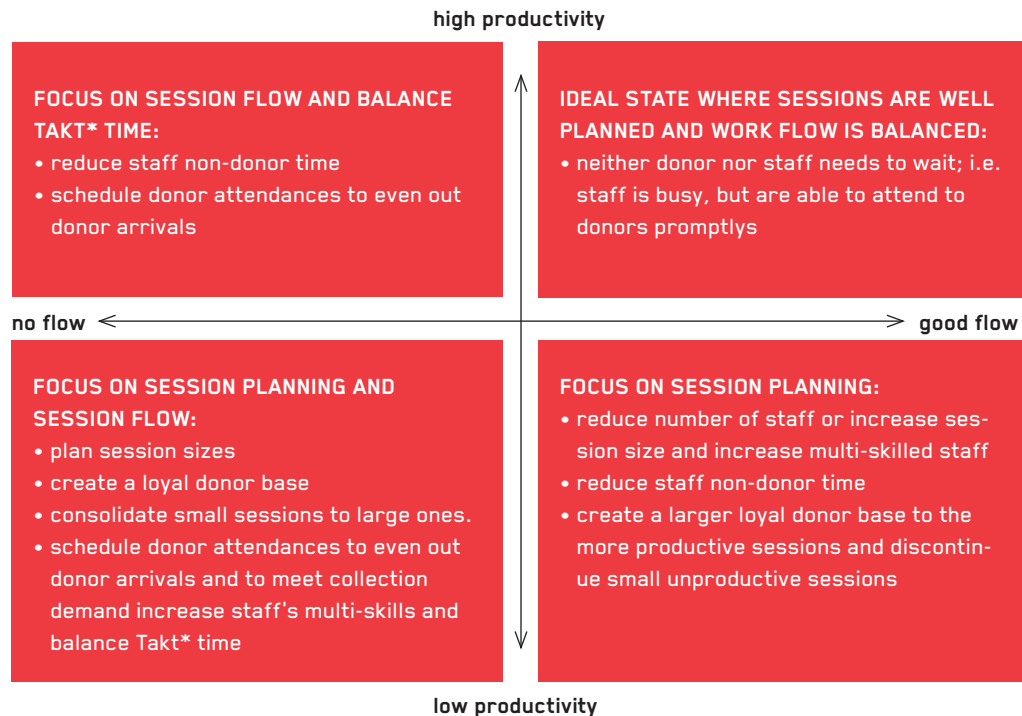 high productivity
FOCUS ON SESSION FLOW AND BALANCE
TAKT* TIME:
• reduce staff non-donor time
• schedule donor attendances to even out
donor arrivals
IDEAL STATE WHERE SESSIONS ARE WELL
PLANNED AND WORK FLOW IS BALANCED:
• neither donor nor staff needs to wait; i.e.
staff is busy, but are able to attend to
donors promptlys
no flow
good flow
FOCUS ON SESSION PLANNING AND
SESSION FLOW:
• plan session sizes
• create a loyal donor base
• consolidate small sessions to large ones.
• schedule donor attendances to even out
donor arrivals and to meet collection
demand increase staff's multi-skills and
balance Takt* time
FOCUS ON SESSION PLANNING:
• reduce number of staff or increase ses-
sion size and increase multi-skilled staff
• reduce staff non-donor time
• create a larger loyal donor base to the
more productive sessions and discontin-
ue small unproductive sessions
low productivity